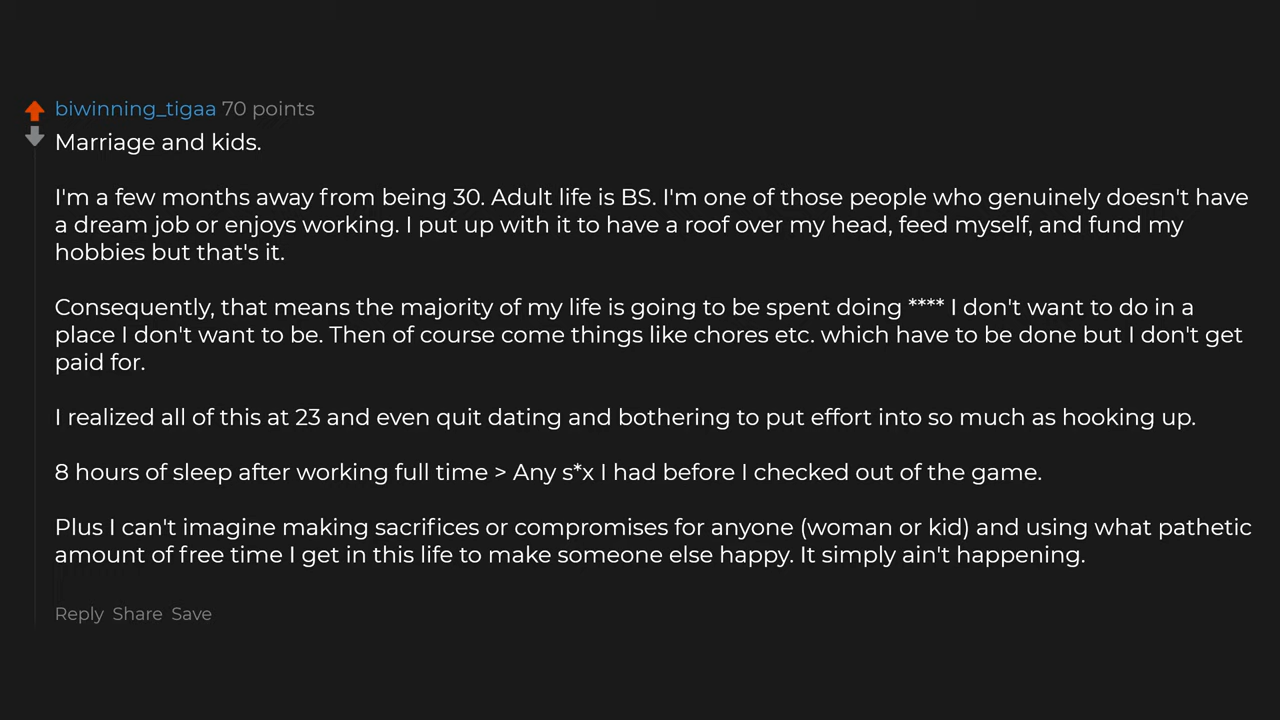 biwinning_tigaa 70 points
Marriage and kids.
I'm a few months away from being 30. Adult life is BS. I'm one of those people who genuinely doesn't have
a dream job or enjoys working. I put up with it to have a roof over my head, feed myself, and fund my
hobbies but that's it.
Consequently, that means the majority of my life is going to be spent doing **** I don't want to do in a
place I don't want to be. Then of course come things like chores etc. which have to be done but I don't get
paid for.
I realized all of this at 23 and even quit dating and bothering to put effort into so much as hooking up.
8 hours of sleep after working full time > Any s*x I had before I checked out of the game.
Plus I can't imagine making sacrifices or compromises for anyone (woman or kid) and using what pathetic
amount of free time I get in this life to make someone else happy. It simply ain't happening.
Reply Share Save